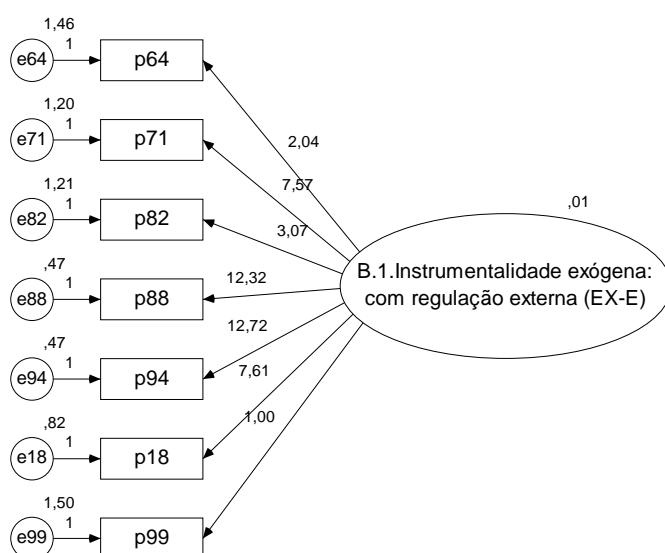 1,46
1
e64
p64
2,04
1,20
1
e71
p71
7,57
1,21
1
e82
p82
3,07
,01
B.1.Instrumentalidade exógena:
com regulação externa (EX-E)
,47
1
e88
p88
12,32
,47
1
e94
p94
12,72
,82
1
e18
p18
7,61
1,50
1
e99
p99
1,00